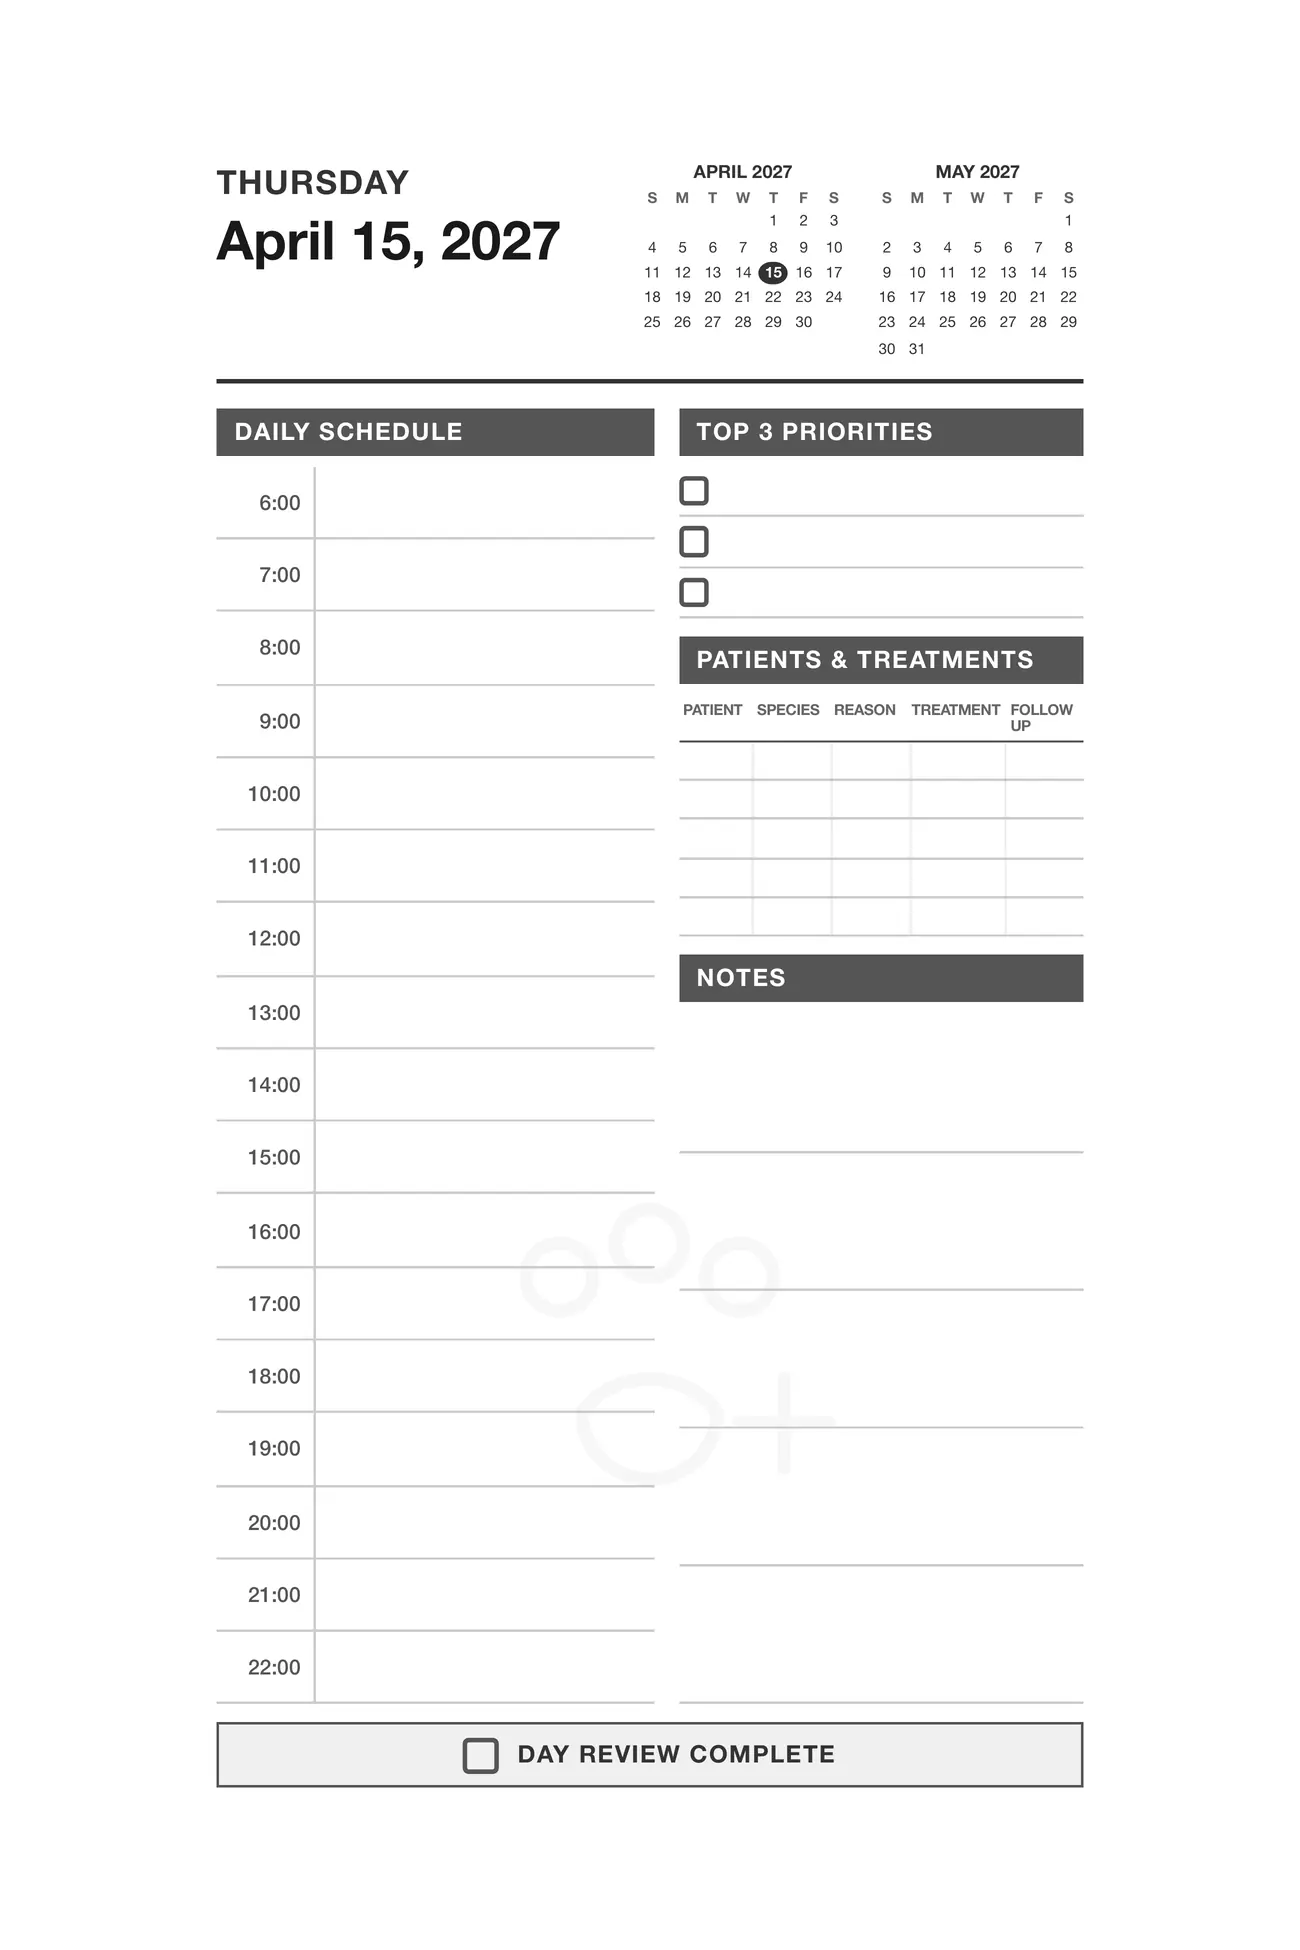 THURSDAY
April 15, 2027
APRIL 2027
S M T W T F S
1 2 3
4 5 6 7 8 9 10
11 12 13 14 15 16 17
18 19 20 21 22 23 24
25 26 27 28 29 30
MAY 2027
S M T W T F S
1
2 3 4 5 6 7 8
9 10 11 12 13 14 15
16 17 18 19 20 21 22
23 24 25 26 27 28 29
30 31
DAILY SCHEDULE
6:00
7:00
8:00
9:00
10:00
11:00
12:00
13:00
14:00
15:00
16:00
17:00
18:00
19:00
20:00
21:00
22:00
TOP 3 PRIORITIES
PATIENTS & TREATMENTS
PATIENT SPECIES REASON TREATMENT FOLLOW
UP
NOTES
DAY REVIEW COMPLETE